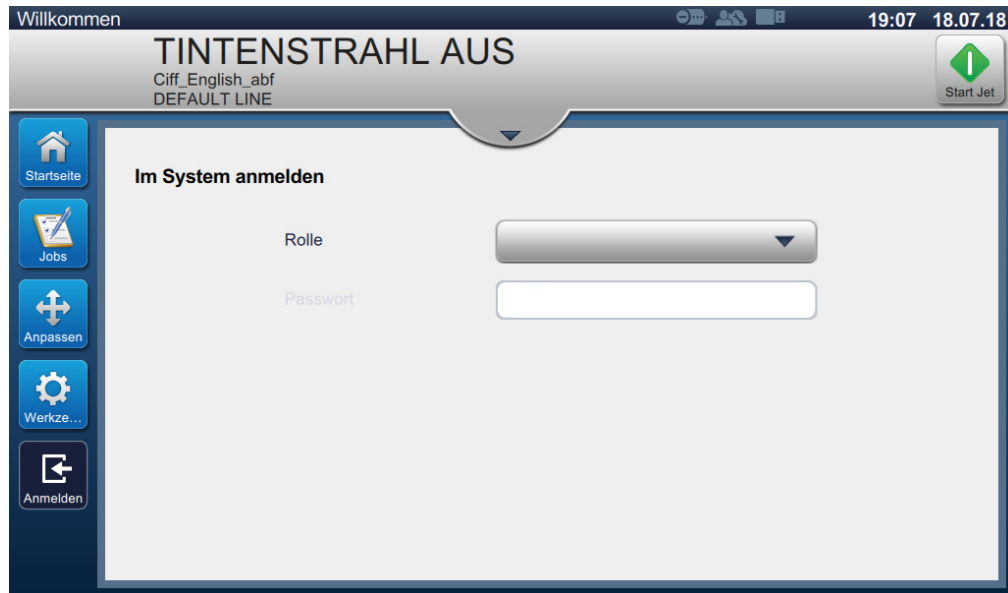 Willkommen
19:07 18.07.18
TINTENSTRAHL AUS
Ciff_English_abf
DEFAULT LINE
Start Jet
Startseite
Im System anmelden
Rolle
Jobs
Passwort
Anpassen
Werkze...
Anmelden